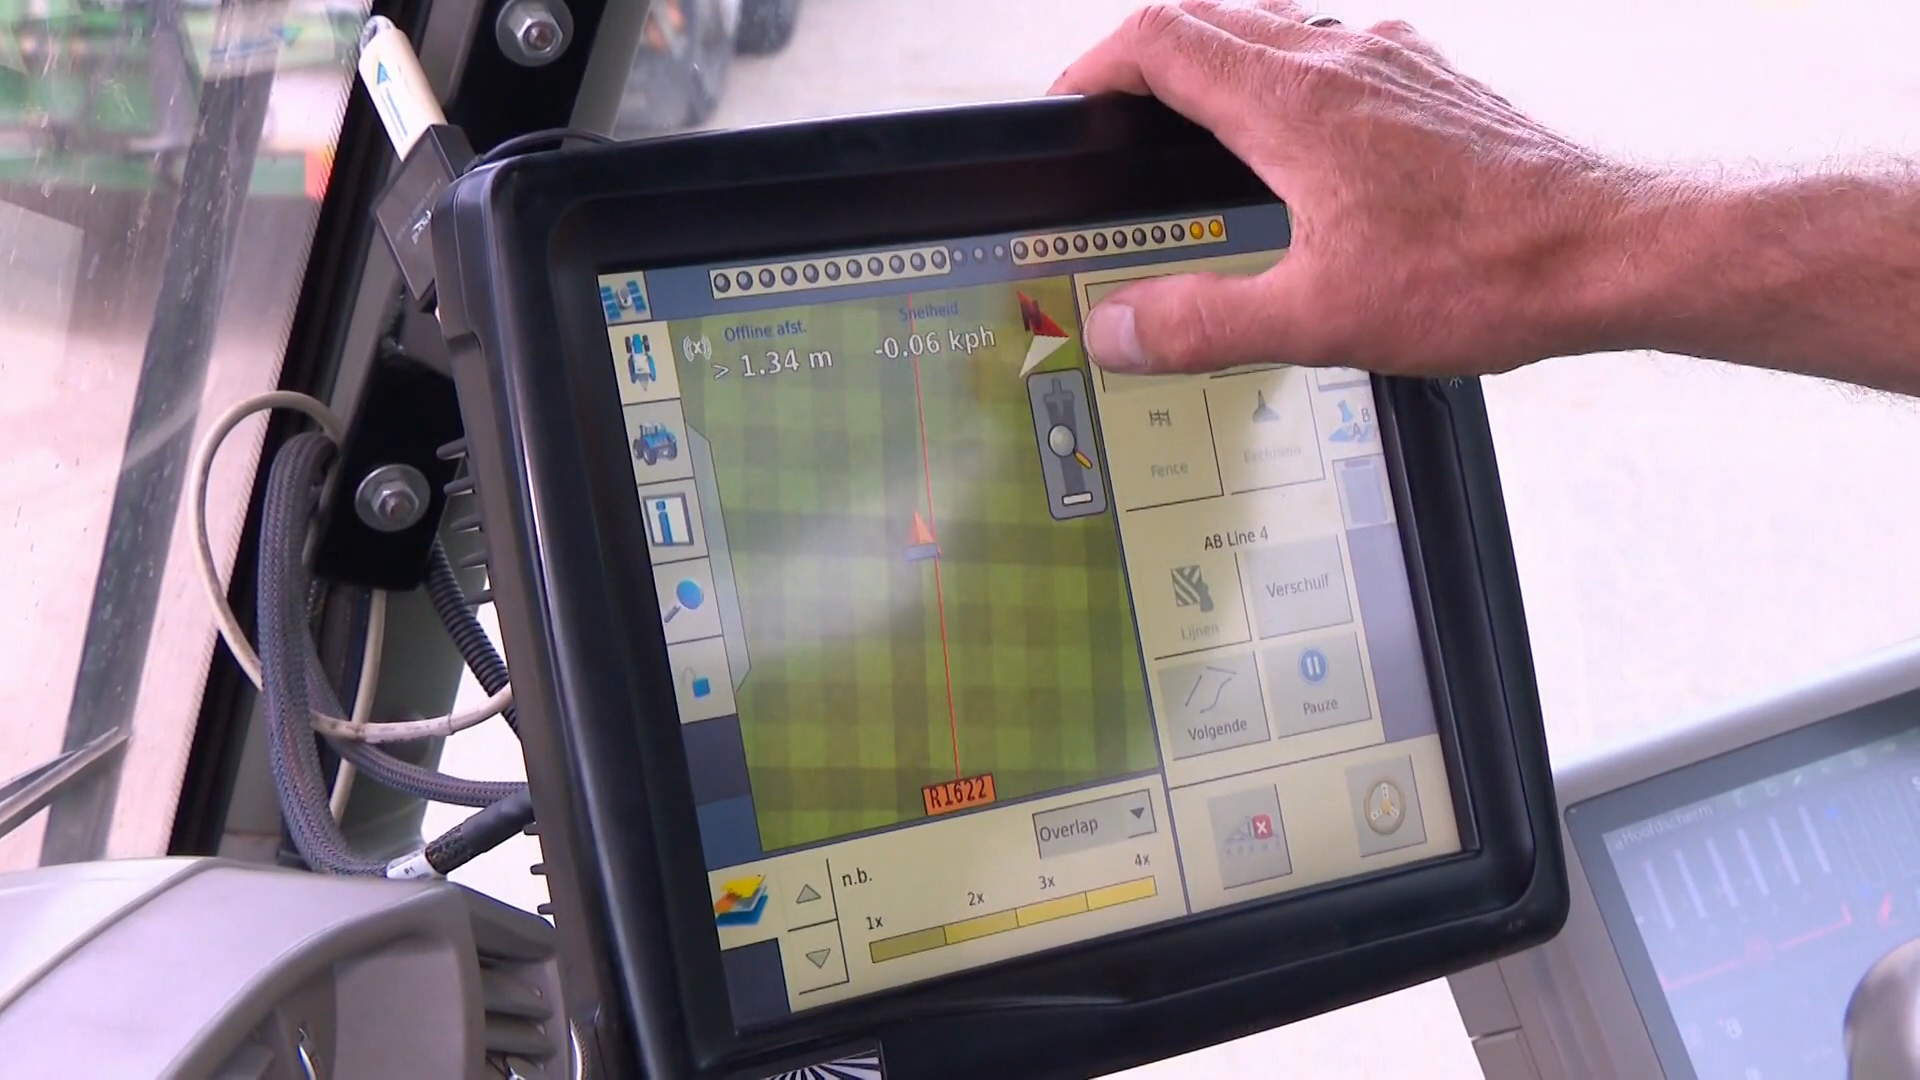 Offline afst.
Snelheid
> 1.34 m
-0.06 kph
Fence
Exclusion
B
A
AB Line 4
Lijnen
Verschuif
Volgende
Pauze
R1622
Overlap
n.b.
1x
2x
3x
4x
Hoofdscherm